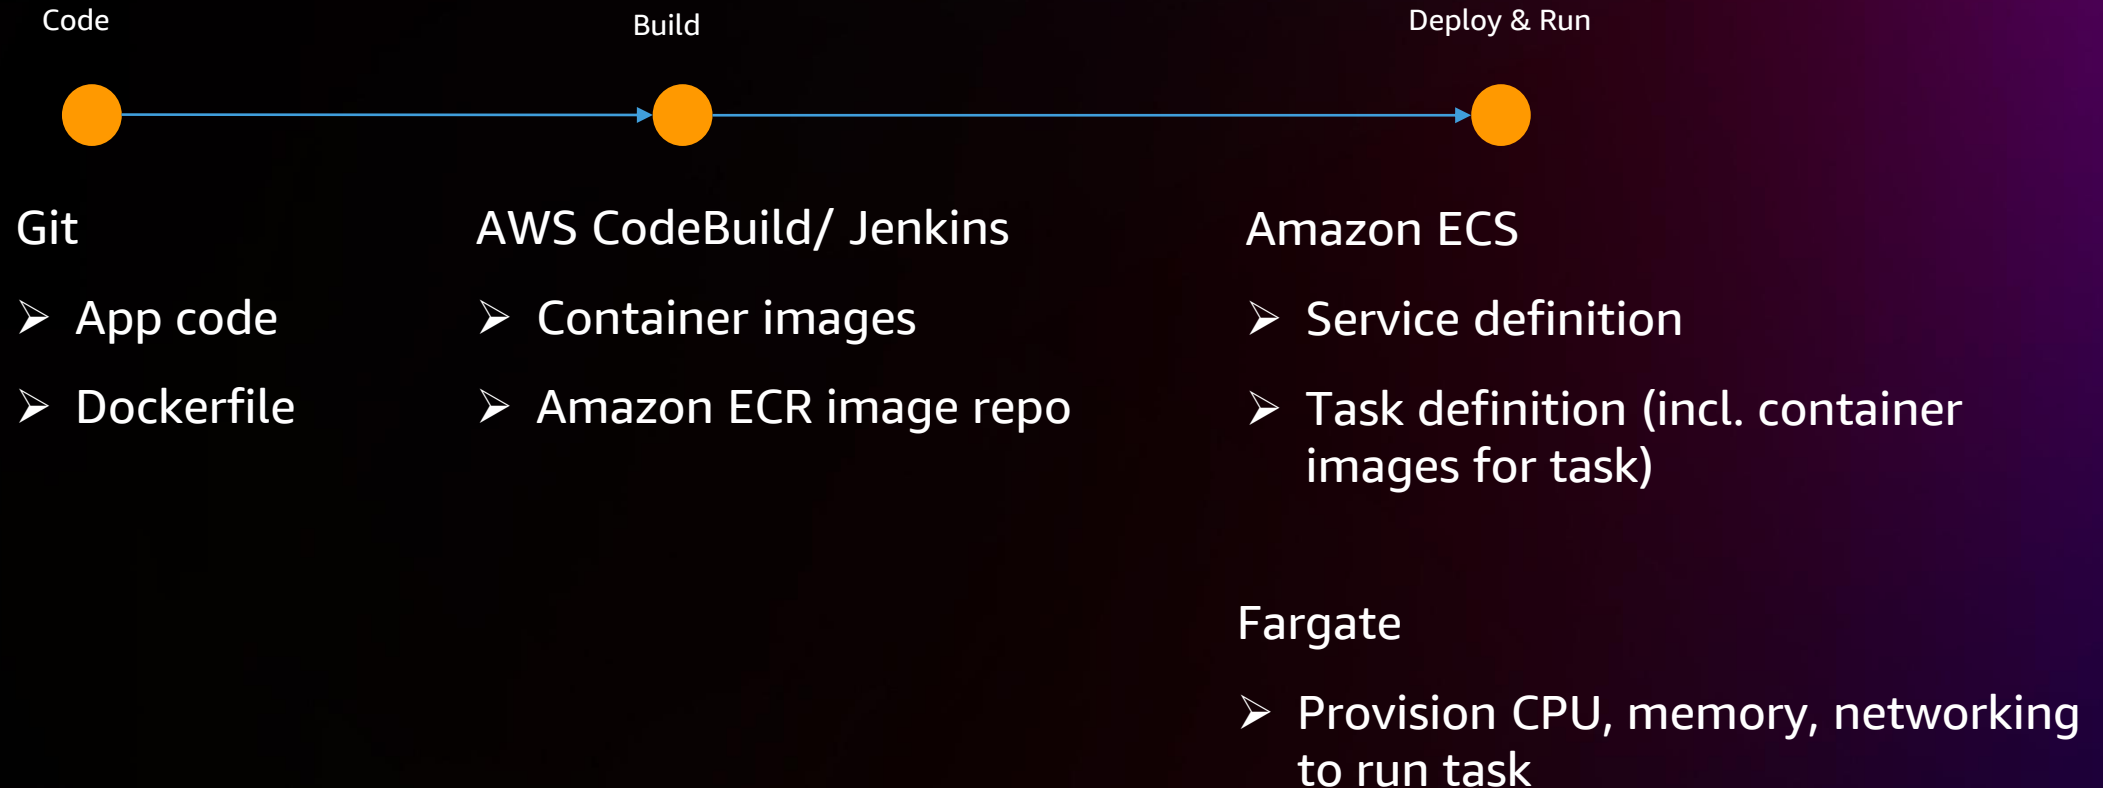 Code
Build
Deploy & Run
Git
➢ App code
➢ Dockerfile
AWS CodeBuild/ Jenkins
➢ Container images
➢ Amazon ECR image repo
Amazon ECS
➢ Service definition
➢ Task definition (incl. container
images for task)
Fargate
➢ Provision CPU, memory, networking
to run task